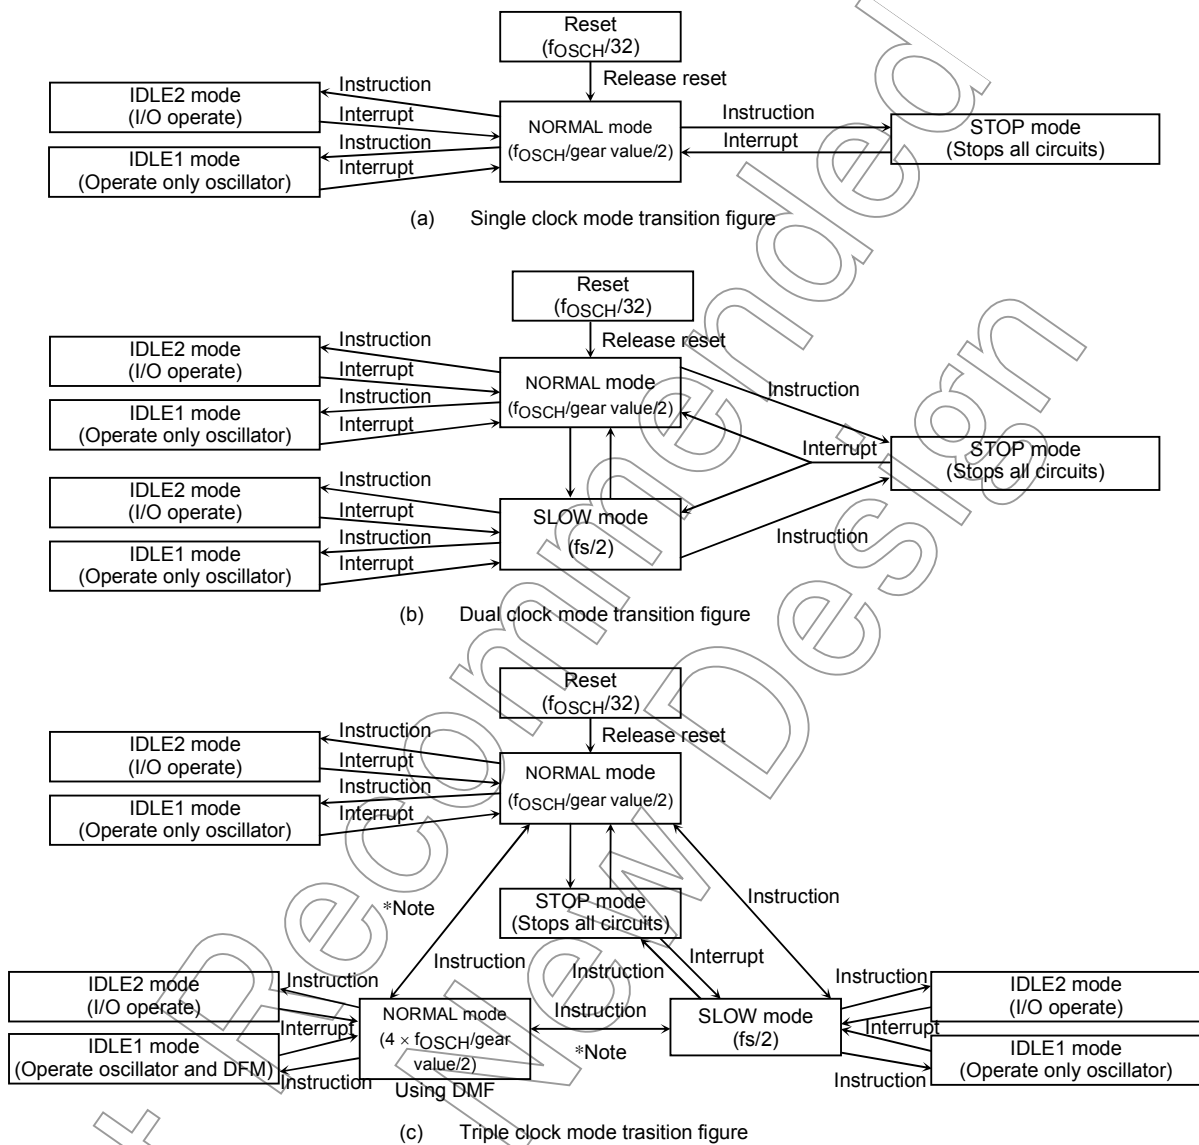 Reset
(fOSCH/32)
Release reset
IDLE2 mode
(I/O operate)
IDLE1 mode
(Operate only oscillator)
Instruction
Interrupt
Instruction
Interrupt
NORMAL mode
(fOSCH/gear value/2)
Instruction
Interrupt
STOP mode
(Stops all circuits)
(a) Single clock mode transition figure
Reset
(fOSCH/32)
Release reset
IDLE2 mode
(I/O operate)
IDLE1 mode
(Operate only oscillator)
Instruction
Interrupt
Instruction
Interrupt
NORMAL mode
(fOSCH/gear value/2)
Instruction
Interrupt
STOP mode
(Stops all circuits)
IDLE2 mode
(I/O operate)
IDLE1 mode
(Operate only oscillator)
Instruction
Interrupt
Instruction
Interrupt
SLOW mode
(fs/2)
Instruction
(b) Dual clock mode transition figure
Reset
(fOSCH/32)
Release reset
IDLE2 mode
(I/O operate)
IDLE1 mode
(Operate only oscillator)
Instruction
Interrupt
Instruction
Interrupt
NORMAL mode
(fOSCH/gear value/2)
*Note
STOP mode
(Stops all circuits)
Instruction
Instruction
Instruction
Interrupt
IDLE2 mode
(I/O operate)
IDLE1 mode
(Operate oscillator and DFM)
Instruction
Interrupt
Instruction
NORMAL mode
(4 × fOSCH/gear
value/2)
Using DMF
Instruction
*Note
SLOW mode
(fs/2)
Instruction
Interrupt
Instruction
IDLE2 mode
(I/O operate)
IDLE1 mode
(Operate only oscillator)
(c) Triple clock mode trasition figure
Recommended
New Design